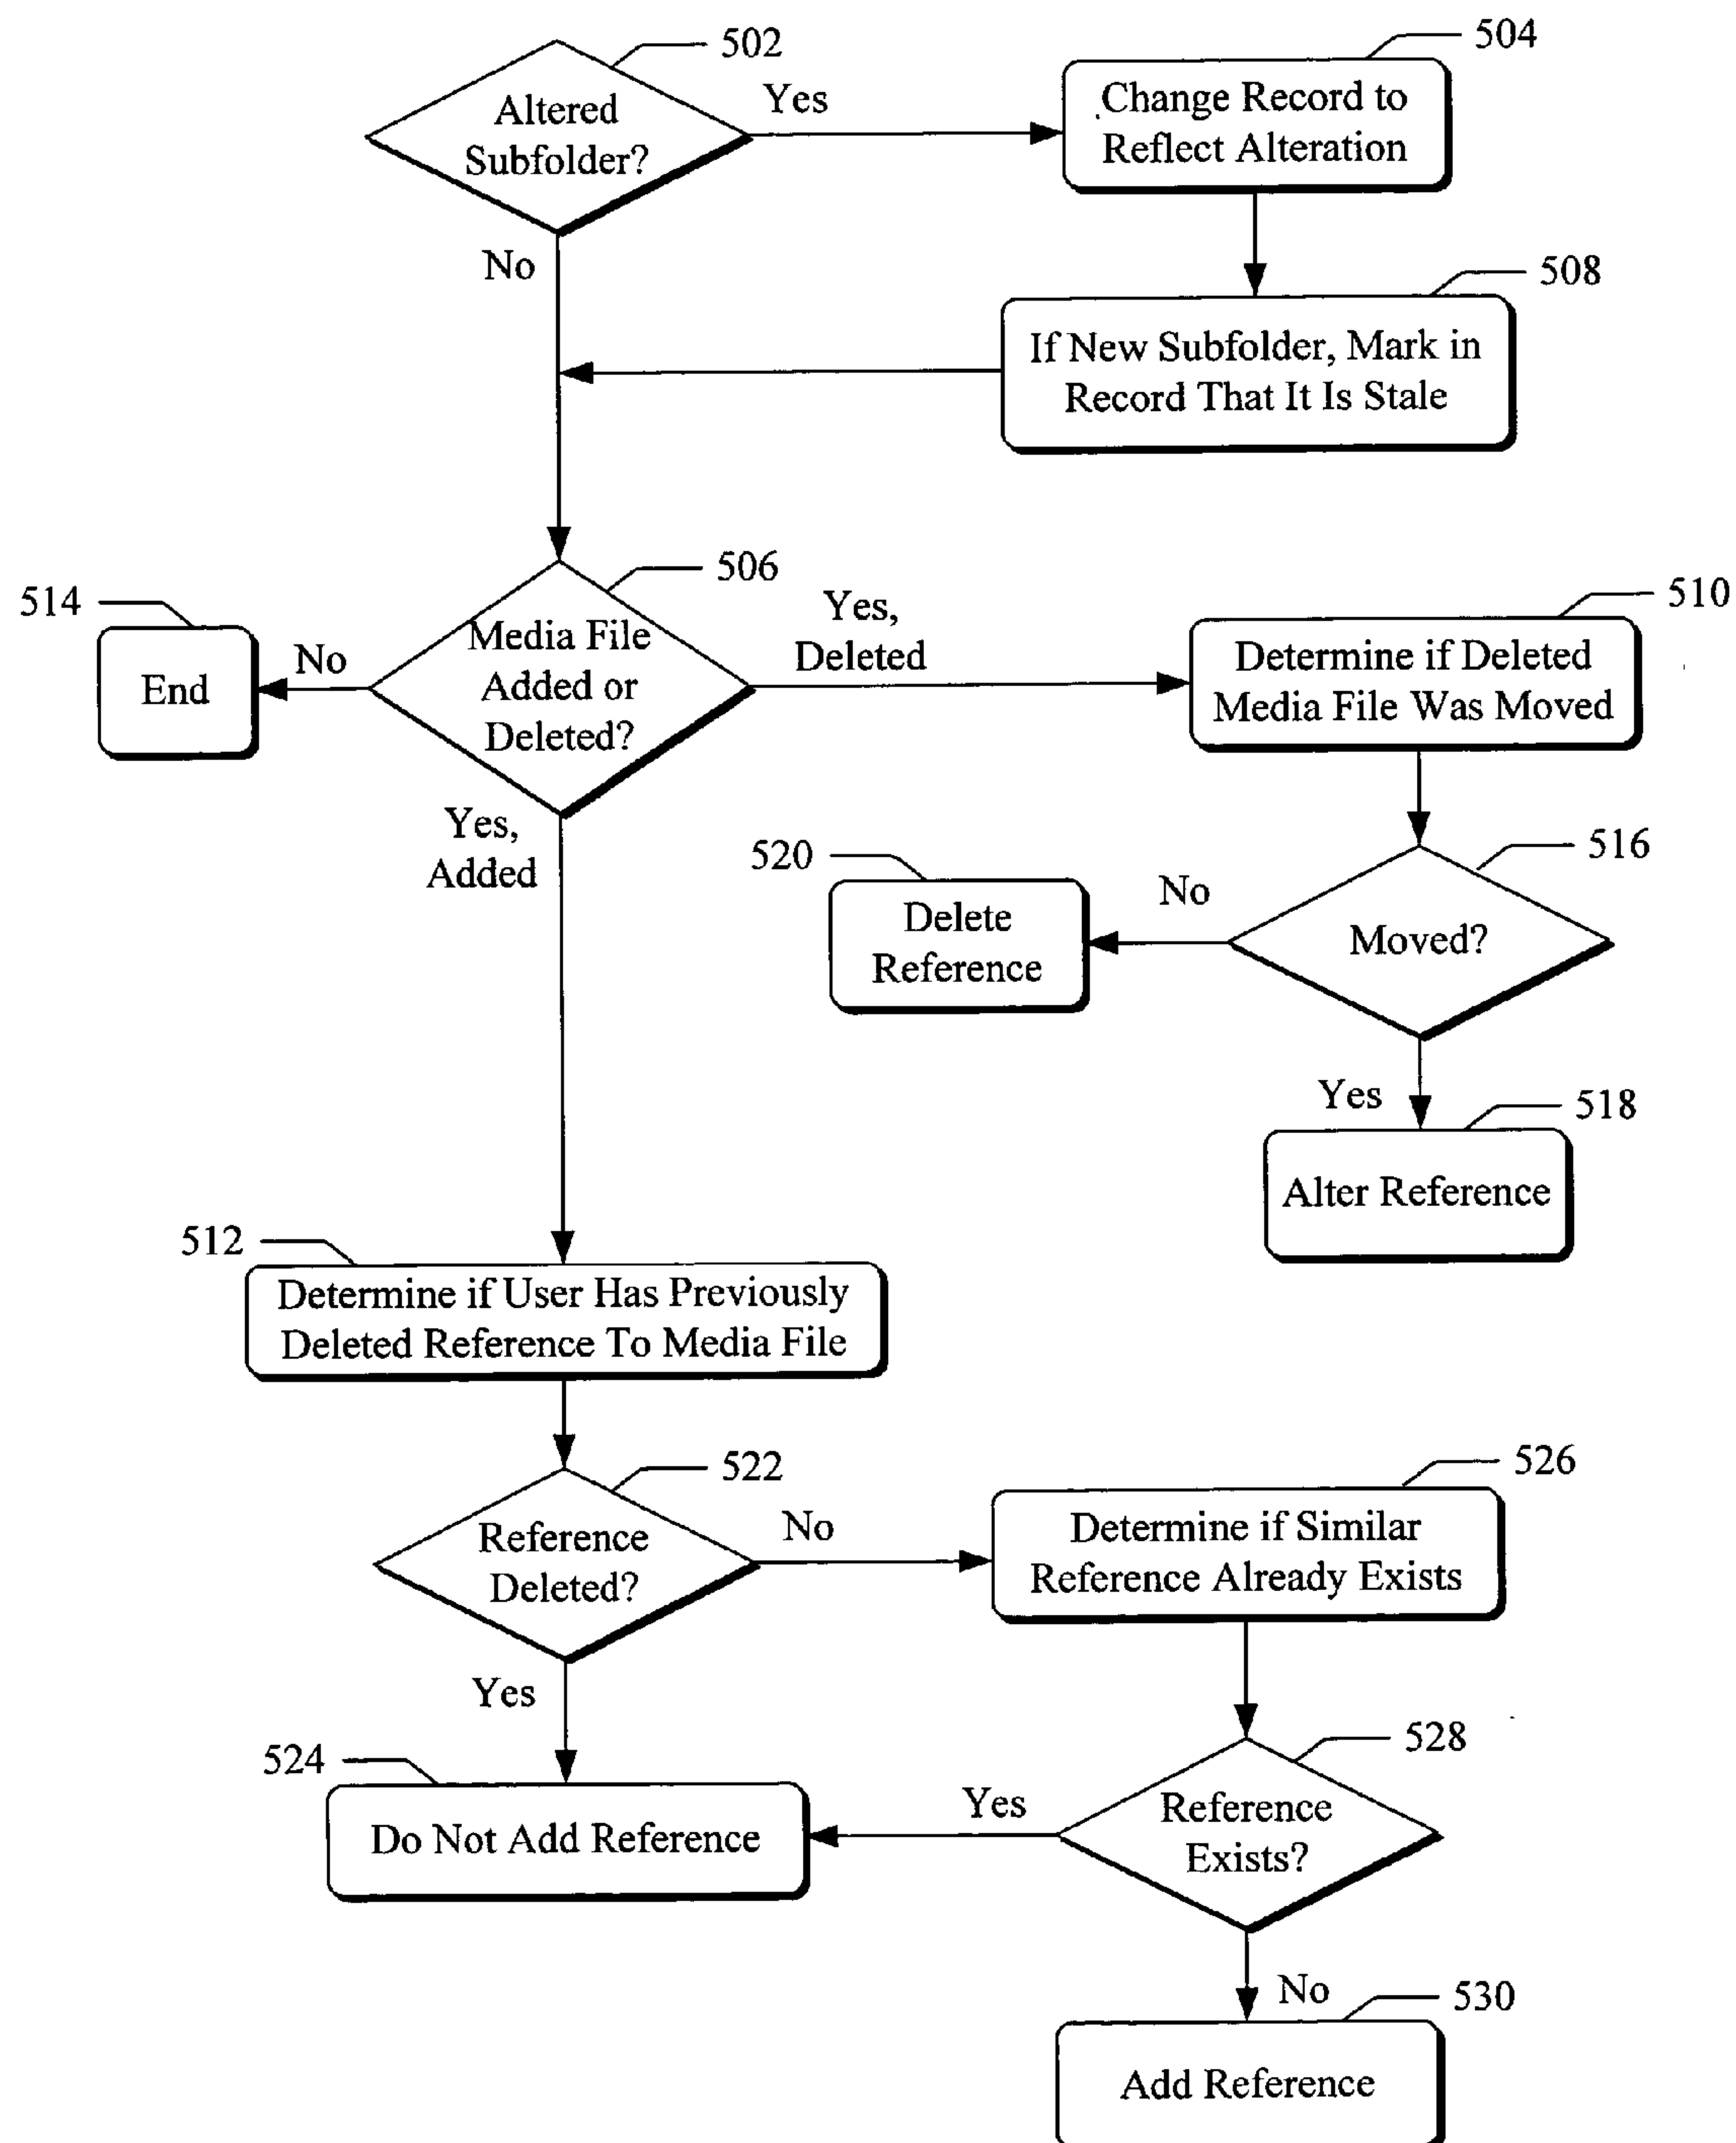 502
504
Altered
Subfolder?
Yes
Change Record to
Reflect Alteration
No
508
If New Subfolder, Mark in
Record That It Is Stale
506
514
Media File
Added or
Deleted?
No
End
Yes,
Deleted
510
Determine if Deleted
Media File Was Moved
Yes,
Added
516
520
No
Moved?
Delete
Reference
Yes
518
Alter Reference
512
Determine if User Has Previously
Deleted Reference To Media File
522
526
Reference
Deleted?
No
Determine if Similar
Reference Already Exists
Yes
528
524
Yes
Reference
Exists?
Do Not Add Reference
No
530
Add Reference